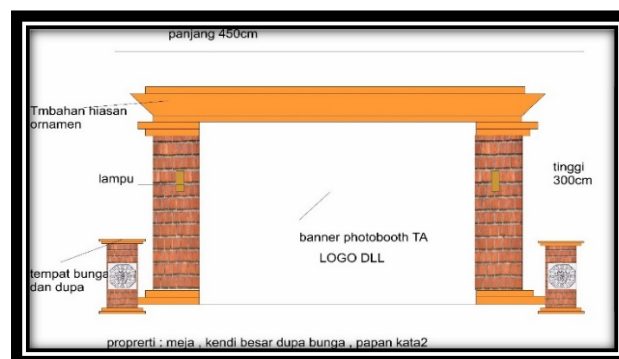 panjang 450cm
Tmbahan hiasan
ornamen
lampu
tinggi
300cm
banner photobooth TA
LOGO DLL
tempat bunga
dan dupa
proprerti : meja , kendi besar dupa bunga , papan kata2